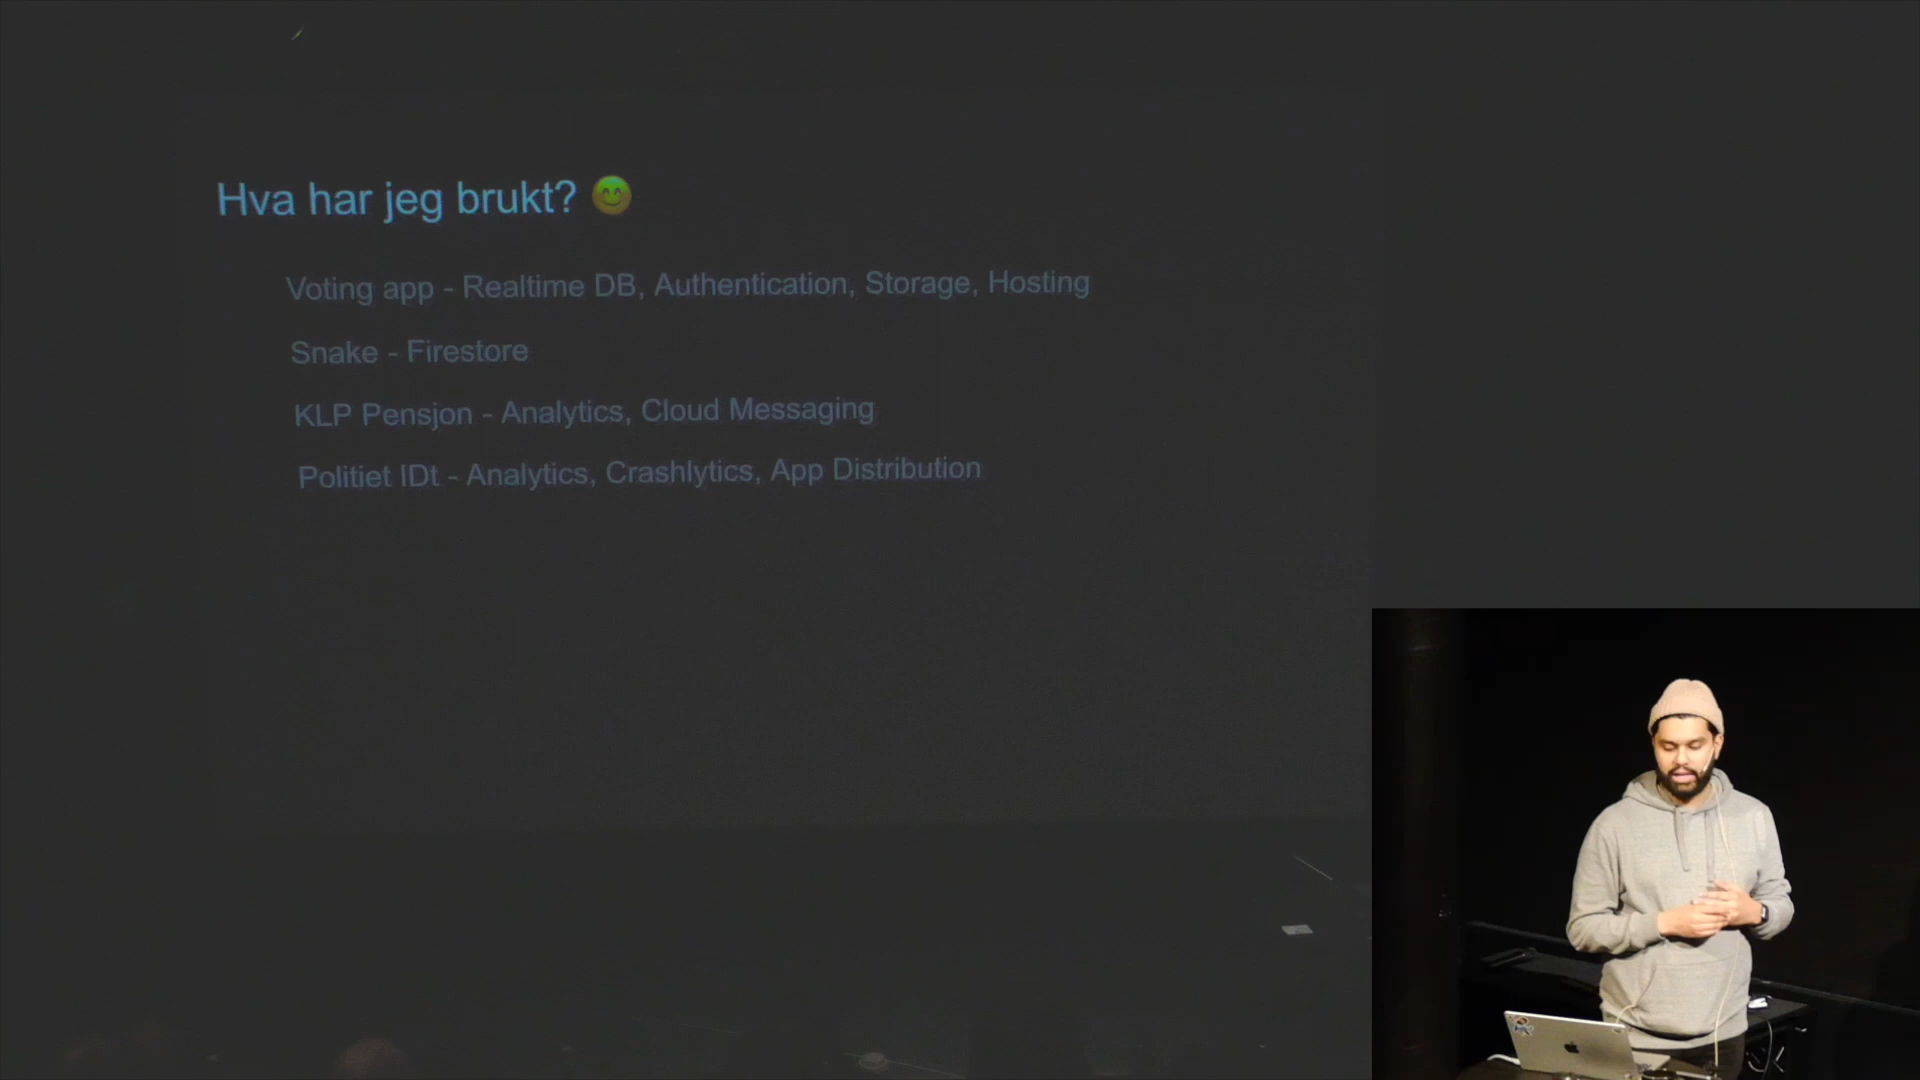 Hva har jeg brukt? 😊
Voting app - Realtime DB, Authentication, Storage, Hosting
Snake - Firestore
KLP Pensjon - Analytics, Cloud Messaging
Politiet IDt - Analytics, Crashlytics, App Distribution